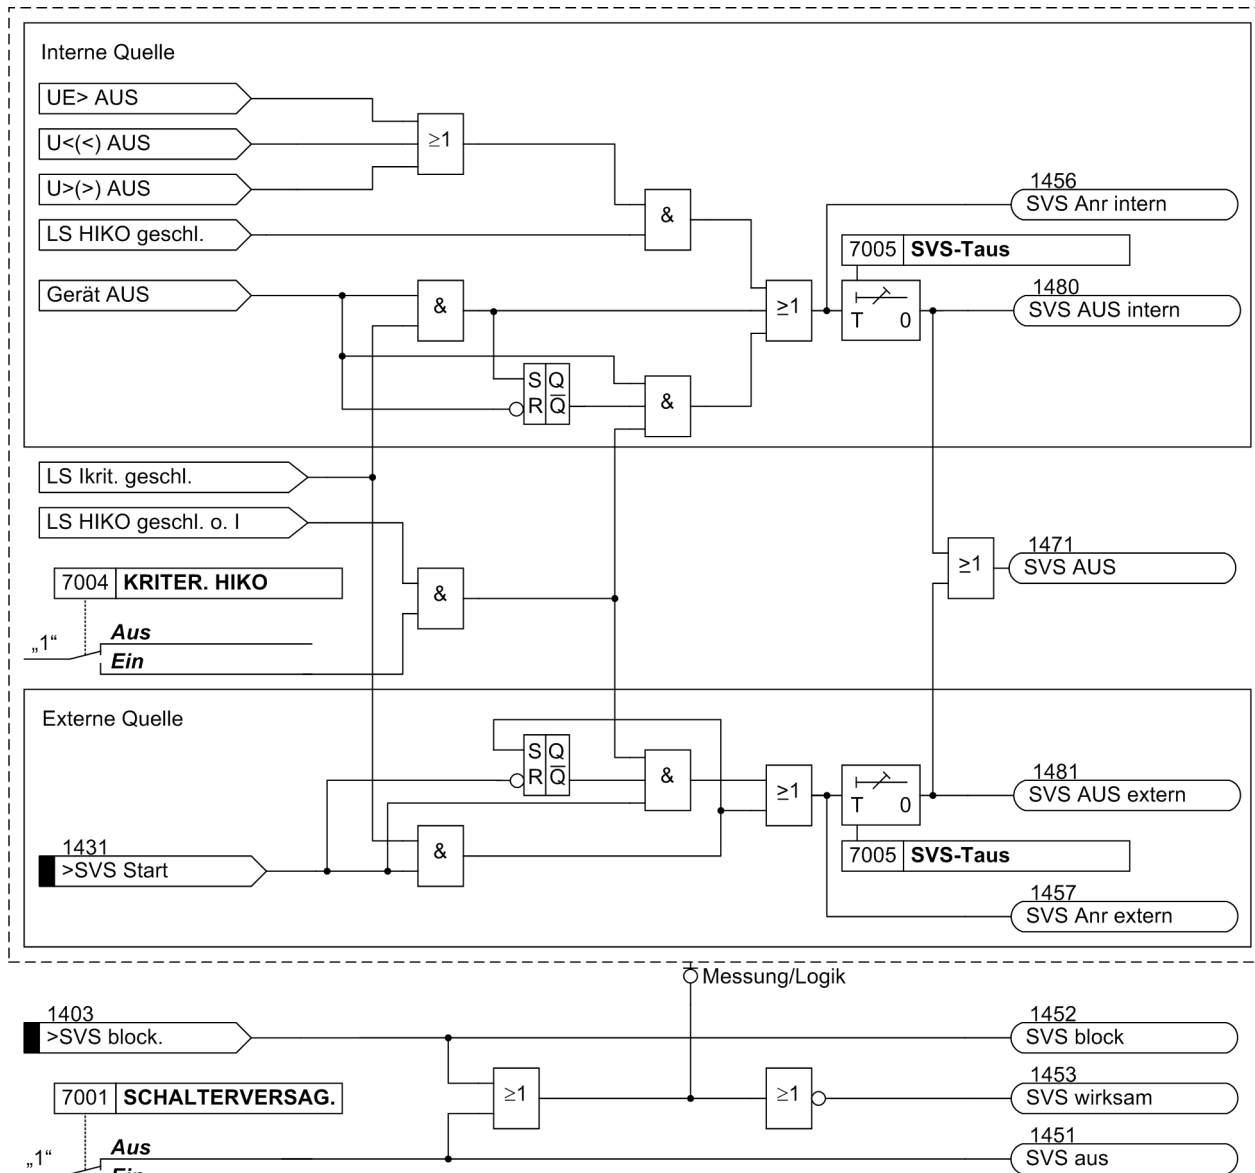 Interne Quelle
UE> AUS
U<(<) AUS
≥1
U>(>) AUS
1456
SVS Anr intern
&
LS HIKO geschl.
7005 SVS-Taus
Gerät AUS
&
≥1
1480
SVS AUS intern
T 0
S Q
R Q̅
&
LS Ikrit. geschl.
LS HIKO geschl. o. I
1471
SVS AUS
≥1
7004 KRITER. HIKO
&
„1“
Aus
Ein
Externe Quelle
S Q
R Q̅
&
≥1
T 0
1481
SVS AUS extern
1431
>SVS Start
&
7005 SVS-Taus
1457
SVS Anr extern
Messung/Logik
1403
>SVS block.
1452
SVS block
7001 SCHALTERVERSAG.
≥1
≥1
1453
SVS wirksam
„1“
Aus
Ein
1451
SVS aus